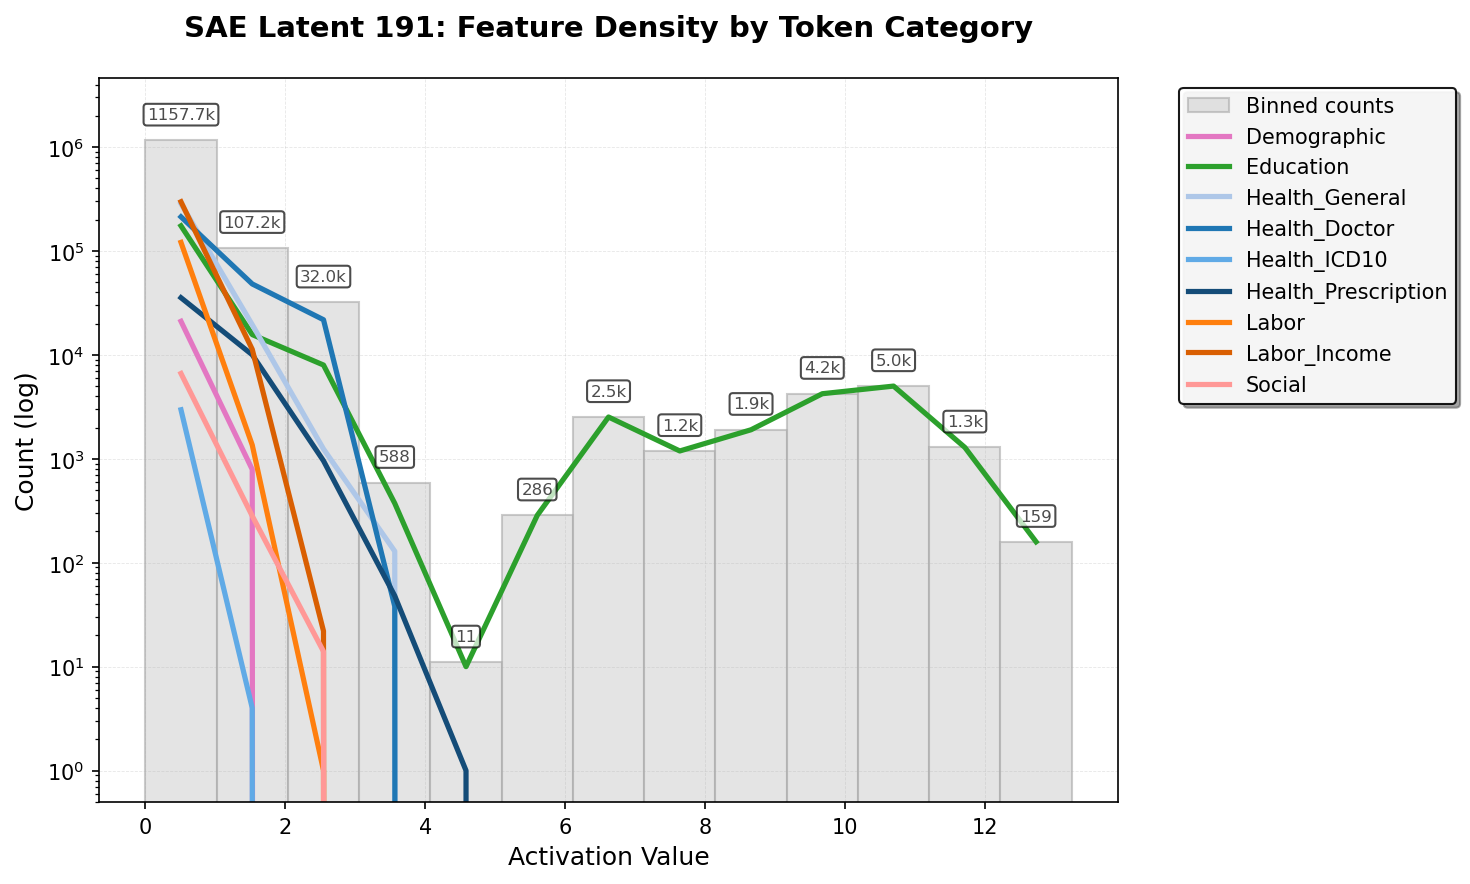 SAE Latent 191: Feature Density by Token Category
Count (log)
10⁶
10⁵
10⁴
10³
10²
10¹
10⁰
1157.7k
107.2k
32.0k
588
11
286
2.5k
1.2k
1.9k
4.2k
5.0k
1.3k
159
0
2
4
6
8
10
12
Activation Value
Binned counts
Demographic
Education
Health_General
Health_Doctor
Health_ICD10
Health_Prescription
Labor
Labor_Income
Social